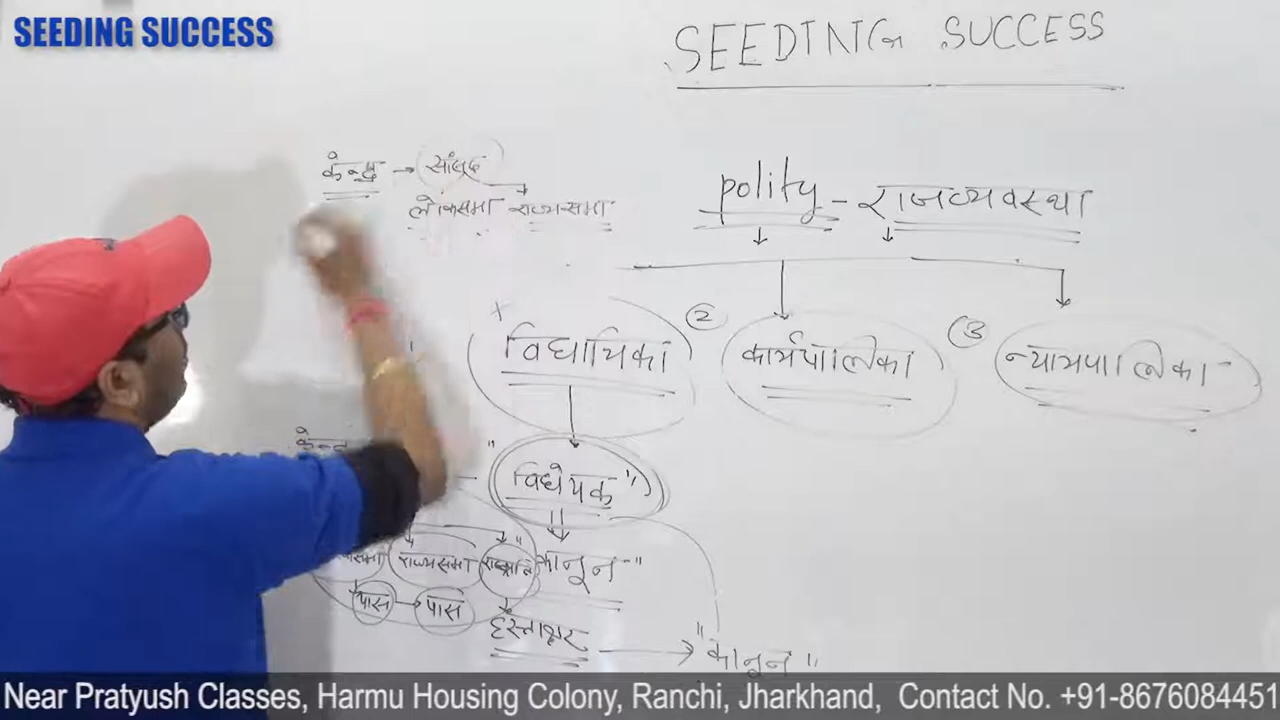 SEEDING SUCCESS
SEEDING SUCCESS
केन्द्र → सांसद
लोकसभा राज्यसभा
polity - राजव्यवस्था
विधायिका ② कार्यपालिका ③ न्यायपालिका
केन्द्र
"विधेयक"
राज्यसभा
कानून"
पास → पास
हस्ताक्षर → "कानून"
Near Pratyush Classes, Harmu Housing Colony, Ranchi, Jharkhand, Contact No. +91-8676084451